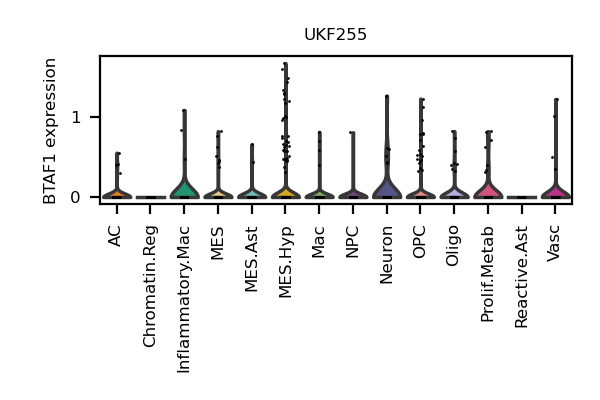 UKF255
BTAF1 expression
1
0
AC
Chromatin.Reg
Inflammatory.Mac
MES
MES.Ast
MES.Hyp
Mac
NPC
Neuron
OPC
Oligo
Prolif.Metab
Reactive.Ast
Vasc